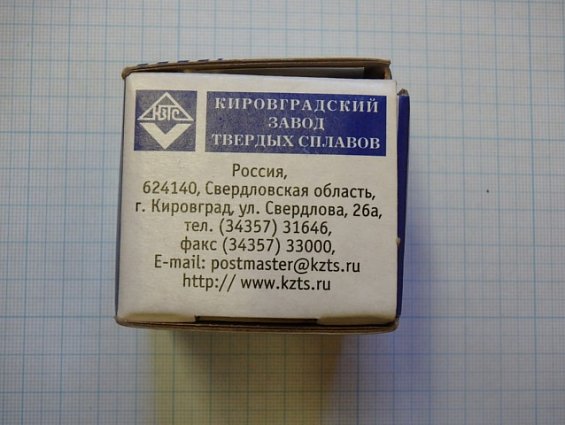 КЗТС
КИРОВГРАДСКИЙ
ЗАВОД
ТВЕРДЫХ СПЛАВОВ
Россия,
624140, Свердловская область,
г. Кировград, ул. Свердлова, 26а,
тел. (34357) 31646,
факс (34357) 33000,
E-mail: postmaster@kzts.ru
http:// www.kzts.ru